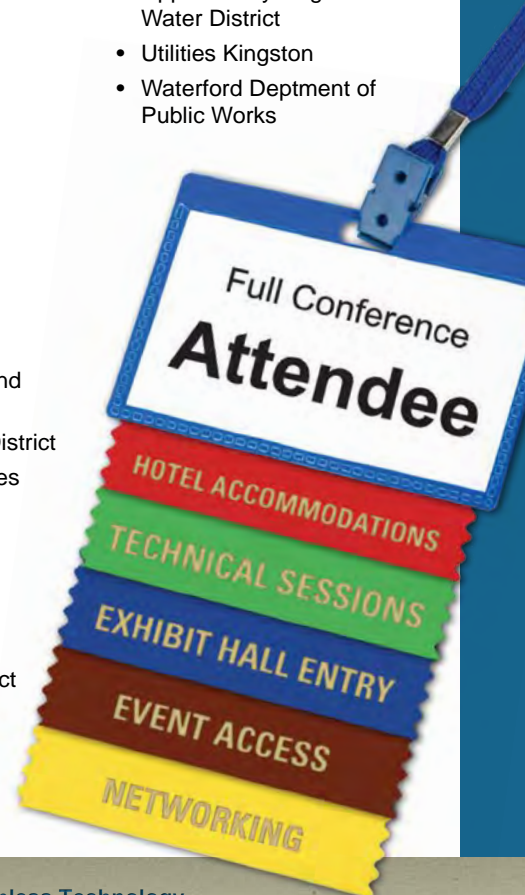 Water District
• Utilities Kingston
• Waterford Deptment of
Public Works
Full Conference
Attendee
HOTEL ACCOMMODATIONS
TECHNICAL SESSIONS
EXHIBIT HALL ENTRY
EVENT ACCESS
NETWORKING
Technology